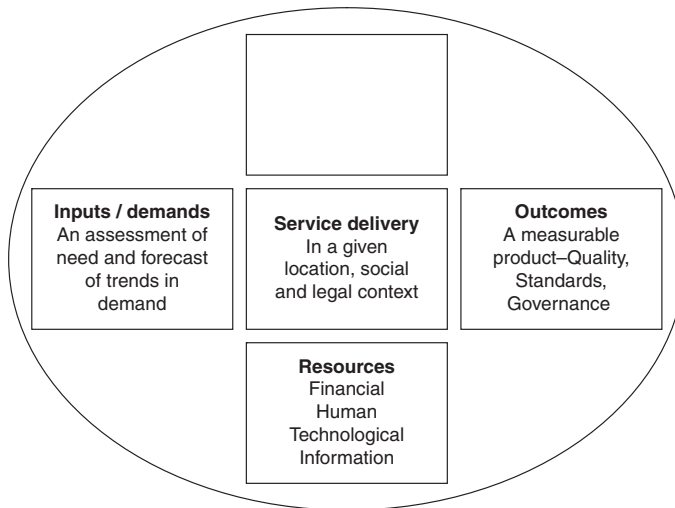 Inputs / demands
An assessment of
need and forecast
of trends in
demand
Service delivery
In a given
location, social
and legal context
Outcomes
A measurable
product–Quality,
Standards,
Governance
Resources
Financial
Human
Technological
Information